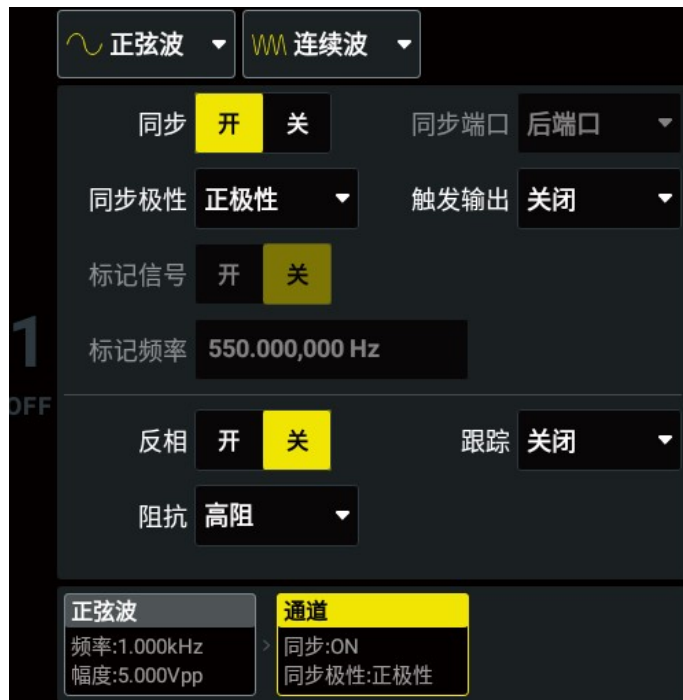 正弦波 连续波
同步 开 关 同步端口 后端口
同步极性 正极性 触发输出 关闭
标记信号 开 关
1
标记频率 550.000,000 Hz
OFF
反相 开 关 跟踪 关闭
阻抗 高阻
正弦波 通道
频率:1.000kHz > 同步:ON
幅度:5.000Vpp 同步极性:正极性